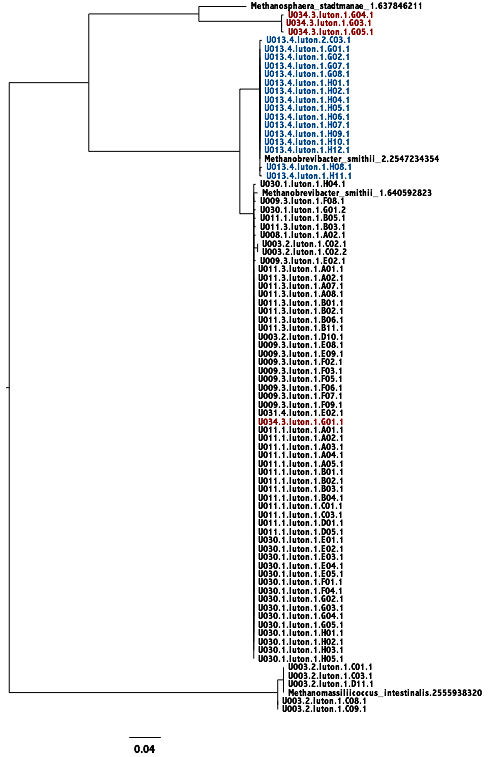 Methanosphaera_stadtmanae_1.637846211
U034.3.luton.1.G04.1
U034.3.luton.1.G03.1
U034.3.luton.1.G05.1
U013.4.luton.2.C03.1
U013.4.luton.1.G01.1
U013.4.luton.1.G02.1
U013.4.luton.1.G07.1
U013.4.luton.1.G08.1
U013.4.luton.1.H01.1
U013.4.luton.1.H02.1
U013.4.luton.1.H04.1
U013.4.luton.1.H05.1
U013.4.luton.1.H06.1
U013.4.luton.1.H07.1
U013.4.luton.1.H09.1
U013.4.luton.1.H10.1
U013.4.luton.1.H12.1
Methanobrevibacter_smithii_2.2547234354
U013.4.luton.1.H08.1
U013.4.luton.1.H11.1
U030.1.luton.1.H04.1
Methanobrevibacter_smithii_1.640592823
U009.3.luton.1.F08.1
U030.1.luton.1.G01.2
U011.1.luton.1.B05.1
U011.3.luton.1.B03.1
U008.1.luton.1.A02.1
U003.2.luton.1.C02.1
U003.2.luton.1.C02.2
U009.3.luton.1.E02.1
U011.3.luton.1.A01.1
U011.3.luton.1.A02.1
U011.3.luton.1.A07.1
U011.3.luton.1.A08.1
U011.3.luton.1.B01.1
U011.3.luton.1.B02.1
U011.3.luton.1.B06.1
U011.3.luton.1.B11.1
U003.2.luton.1.D10.1
U009.3.luton.1.E08.1
U009.3.luton.1.E09.1
U009.3.luton.1.F02.1
U009.3.luton.1.F03.1
U009.3.luton.1.F05.1
U009.3.luton.1.F06.1
U009.3.luton.1.F07.1
U009.3.luton.1.F09.1
U031.4.luton.1.E02.1
U034.3.luton.1.G01.1
U011.1.luton.1.A01.1
U011.1.luton.1.A02.1
U011.1.luton.1.A03.1
U011.1.luton.1.A04.1
U011.1.luton.1.A05.1
U011.1.luton.1.B01.1
U011.1.luton.1.B02.1
U011.1.luton.1.B03.1
U011.1.luton.1.B04.1
U011.1.luton.1.C01.1
U011.1.luton.1.C03.1
U011.1.luton.1.D01.1
U011.1.luton.1.D05.1
U030.1.luton.1.E01.1
U030.1.luton.1.E02.1
U030.1.luton.1.E03.1
U030.1.luton.1.E04.1
U030.1.luton.1.E05.1
U030.1.luton.1.F01.1
U030.1.luton.1.F04.1
U030.1.luton.1.G02.1
U030.1.luton.1.G03.1
U030.1.luton.1.G04.1
U030.1.luton.1.G05.1
U030.1.luton.1.H01.1
U030.1.luton.1.H02.1
U030.1.luton.1.H03.1
U030.1.luton.1.H05.1
U003.2.luton.1.C01.1
U003.2.luton.1.C03.1
U003.2.luton.1.D11.1
Methanomassiliicoccus_intestinalis.2555938320
U003.2.luton.1.C08.1
U003.2.luton.1.C09.1
0.04